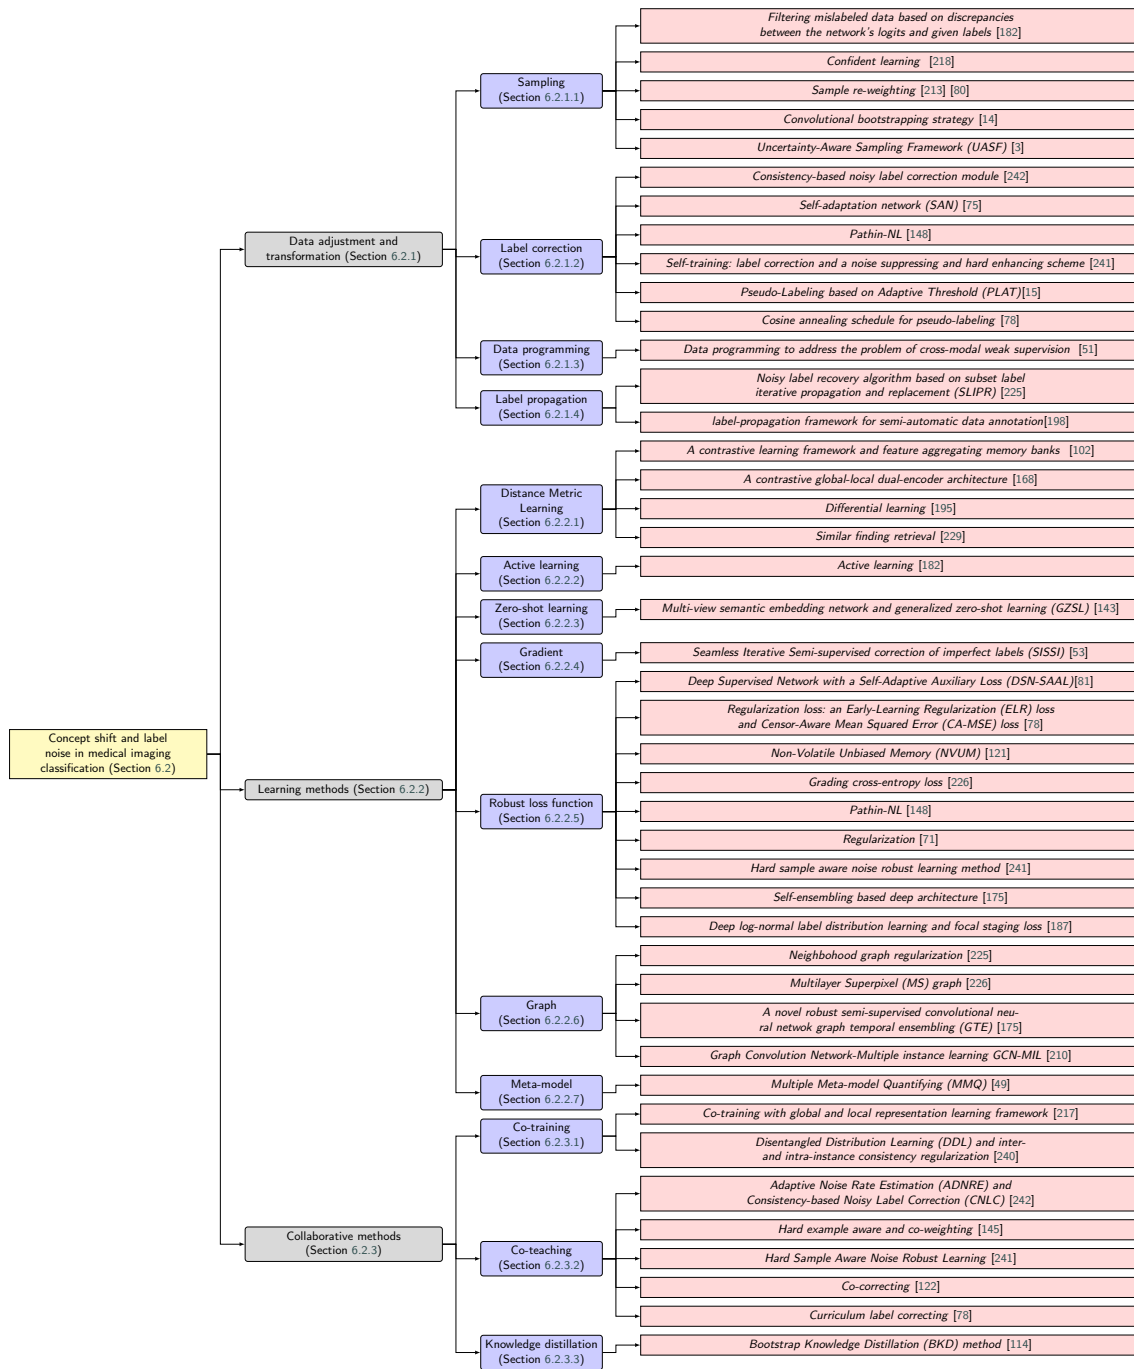 Concept shift and label
noise in medical imaging
classification (Section 6.2)
Data adjustment and
transformation (Section 6.2.1)
Sampling
(Section 6.2.1.1)
Filtering mislabeled data based on discrepancies
between the network's logits and given labels [182]
Confident learning [218]
Sample re-weighting [213] [80]
Convolutional bootstrapping strategy [14]
Uncertainty-Aware Sampling Framework (UASF) [3]
Label correction
(Section 6.2.1.2)
Consistency-based noisy label correction module [242]
Self-adaptation network (SAN) [75]
Pathin-NL [148]
Self-training: label correction and a noise suppressing and hard enhancing scheme [241]
Pseudo-Labeling based on Adaptive Threshold (PLAT)[15]
Cosine annealing schedule for pseudo-labeling [78]
Data programming
(Section 6.2.1.3)
Data programming to address the problem of cross-modal weak supervision [51]
Label propagation
(Section 6.2.1.4)
Noisy label recovery algorithm based on subset label
iterative propagation and replacement (SLIPR) [225]
label-propagation framework for semi-automatic data annotation[198]
Learning methods (Section 6.2.2)
Distance Metric
Learning
(Section 6.2.2.1)
A contrastive learning framework and feature aggregating memory banks [102]
A contrastive global-local dual-encoder architecture [168]
Differential learning [195]
Similar finding retrieval [229]
Active learning
(Section 6.2.2.2)
Active learning [182]
Zero-shot learning
(Section 6.2.2.3)
Multi-view semantic embedding network and generalized zero-shot learning (GZSL) [143]
Gradient
(Section 6.2.2.4)
Seamless Iterative Semi-supervised correction of imperfect labels (SISSI) [53]
Robust loss function
(Section 6.2.2.5)
Deep Supervised Network with a Self-Adaptive Auxiliary Loss (DSN-SAAL)[81]
Regularization loss: an Early-Learning Regularization (ELR) loss
and Censor-Aware Mean Squared Error (CA-MSE) loss [78]
Non-Volatile Unbiased Memory (NVUM) [121]
Grading cross-entropy loss [226]
Pathin-NL [148]
Regularization [71]
Hard sample aware noise robust learning method [241]
Self-ensembling based deep architecture [175]
Deep log-normal label distribution learning and focal staging loss [187]
Graph
(Section 6.2.2.6)
Neighbohood graph regularization [225]
Multilayer Superpixel (MS) graph [226]
A novel robust semi-supervised convolutional neu-
ral netwok graph temporal ensembling (GTE) [175]
Graph Convolution Network-Multiple instance learning GCN-MIL [210]
Meta-model
(Section 6.2.2.7)
Multiple Meta-model Quantifying (MMQ) [49]
Collaborative methods
(Section 6.2.3)
Co-training
(Section 6.2.3.1)
Co-training with global and local representation learning framework [217]
Disentangled Distribution Learning (DDL) and inter-
and intra-instance consistency regularization [240]
Co-teaching
(Section 6.2.3.2)
Adaptive Noise Rate Estimation (ADNRE) and
Consistency-based Noisy Label Correction (CNLC) [242]
Hard example aware and co-weighting [145]
Hard Sample Aware Noise Robust Learning [241]
Co-correcting [122]
Curriculum label correcting [78]
Knowledge distillation
(Section 6.2.3.3)
Bootstrap Knowledge Distillation (BKD) method [114]